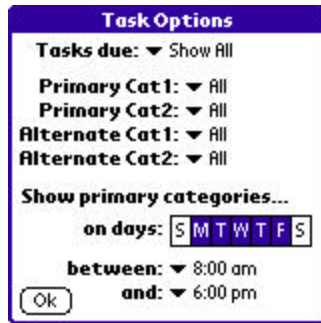 Task Options
Tasks due: Show All
Primary Cat1: All
Primary Cat2: All
Alternate Cat1: All
Alternate Cat2: All
Show primary categories...
on days: S M T W T F S
between: 8:00 am
and: 6:00 pm
Ok